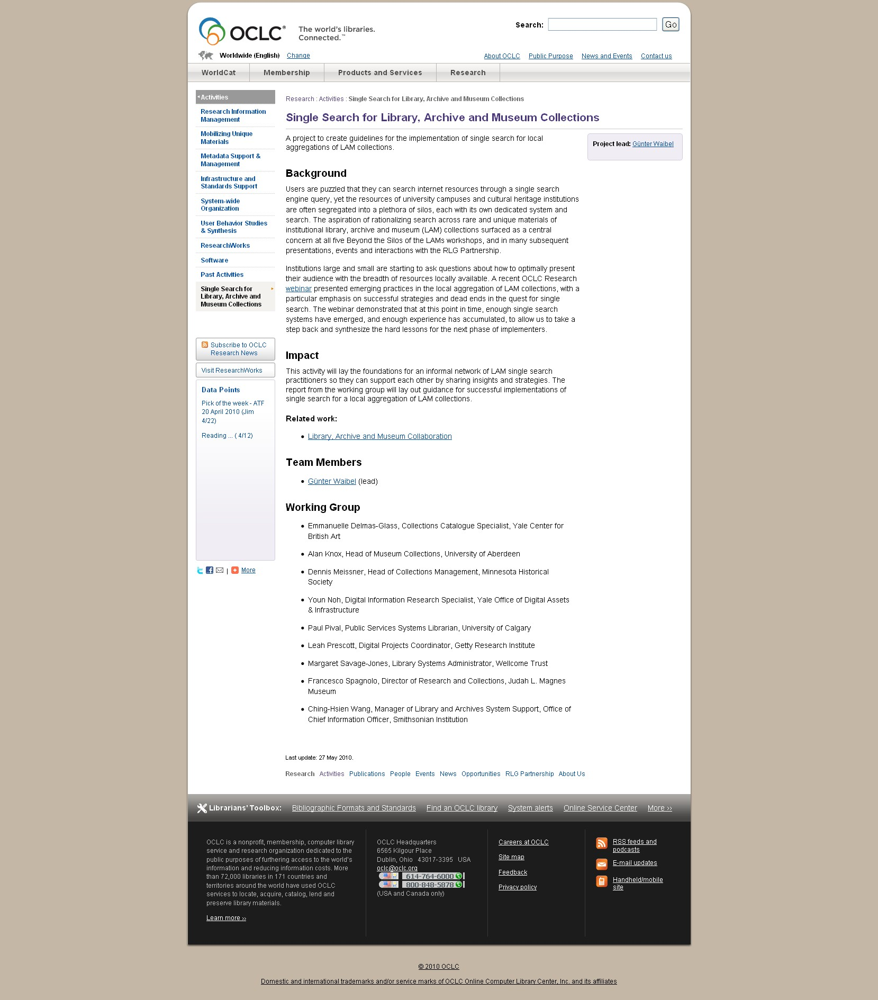 OCLC®
The world's libraries.
Connected.™
Search:
Go
Worldwide (English) Change
About OCLC Public Purpose News and Events Contact us
WorldCat Membership Products and Services Research
Activities
Research Information
Management
Mobilizing Unique
Materials
Metadata Support &
Management
Infrastructure and
Standards Support
System-wide
Organization
User Behavior Studies
& Synthesis
ResearchWorks
Software
Past Activities
Single Search for
Library, Archive and
Museum Collections
Subscribe to OCLC
Research News
Visit ResearchWorks
Data Points
Pick of the week - ATF
20 April 2010 (Jim
4/22)
Reading ... ( 4/12)
| More
Research : Activities : Single Search for Library, Archive and Museum Collections
Single Search for Library, Archive and Museum Collections
A project to create guidelines for the implementation of single search for local
aggregations of LAM collections.
Project lead: Günter Waibel
Background
Users are puzzled that they can search internet resources through a single search
engine query, yet the resources of university campuses and cultural heritage institutions
are often segregated into a plethora of silos, each with its own dedicated system and
search. The aspiration of rationalizing search across rare and unique materials of
institutional library, archive and museum (LAM) collections surfaced as a central
concern at all five Beyond the Silos of the LAMs workshops, and in many subsequent
presentations, events and interactions with the RLG Partnership.
Institutions large and small are starting to ask questions about how to optimally present
their audience with the breadth of resources locally available. A recent OCLC Research
webinar presented emerging practices in the local aggregation of LAM collections, with a
particular emphasis on successful strategies and dead ends in the quest for single
search. The webinar demonstrated that at this point in time, enough single search
systems have emerged, and enough experience has accumulated, to allow us to take a
step back and synthesize the hard lessons for the next phase of implementers.
Impact
This activity will lay the foundations for an informal network of LAM single search
practitioners so they can support each other by sharing insights and strategies. The
report from the working group will lay out guidance for successful implementations of
single search for a local aggregation of LAM collections.
Related work:
• Library, Archive and Museum Collaboration
Team Members
• Günter Waibel (lead)
Working Group
• Emmanuelle Delmas-Glass, Collections Catalogue Specialist, Yale Center for
British Art
• Alan Knox, Head of Museum Collections, University of Aberdeen
• Dennis Meissner, Head of Collections Management, Minnesota Historical
Society
• Youn Noh, Digital Information Research Specialist, Yale Office of Digital Assets
& Infrastructure
• Paul Pival, Public Services Systems Librarian, University of Calgary
• Leah Prescott, Digital Projects Coordinator, Getty Research Institute
• Margaret Savage-Jones, Library Systems Administrator, Wellcome Trust
• Francesco Spagnolo, Director of Research and Collections, Judah L. Magnes
Museum
• Ching-Hsien Wang, Manager of Library and Archives System Support, Office of
Chief Information Officer, Smithsonian Institution
Last update: 27 May 2010.
Research Activities Publications People Events News Opportunities RLG Partnership About Us
Librarians' Toolbox: Bibliographic Formats and Standards Find an OCLC library System alerts Online Service Center More ››
OCLC is a nonprofit, membership, computer library
service and research organization dedicated to the
public purposes of furthering access to the world's
information and reducing information costs. More
than 72,000 libraries in 171 countries and
territories around the world have used OCLC
services to locate, acquire, catalog, lend and
preserve library materials.
Learn more ››
OCLC Headquarters
6565 Kilgour Place
Dublin, Ohio 43017-3395 USA
oclc@oclc.org
614-764-6000
800-848-5878
(USA and Canada only)
Careers at OCLC
Site map
Feedback
Privacy policy
RSS feeds and
podcasts
E-mail updates
Handheld/mobile
site
© 2010 OCLC
Domestic and international trademarks and/or service marks of OCLC Online Computer Library Center, Inc. and its affiliates